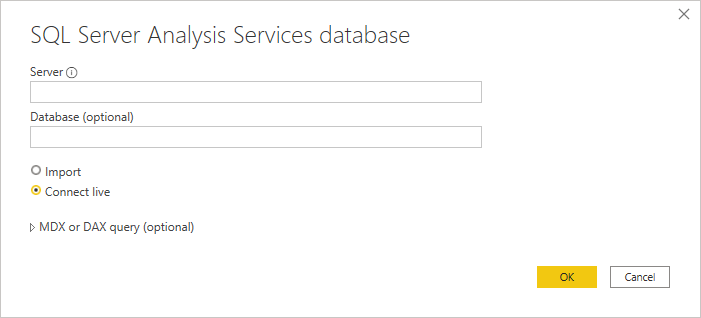 SQL Server Analysis Services database
Server
Database (optional)
Import
Connect live
MDX or DAX query (optional)
OK Cancel